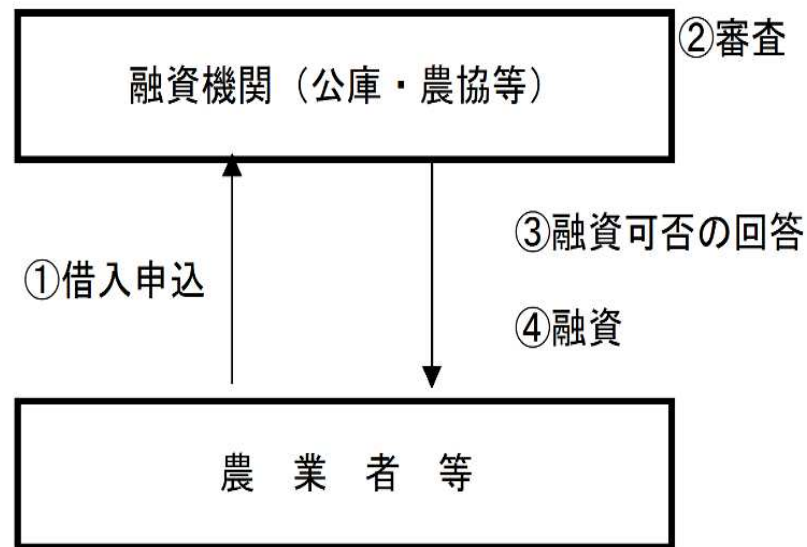 ②審査
融資機関（公庫・農協等）
③融資可否の回答
①借入申込
④融資
農　業　者　等